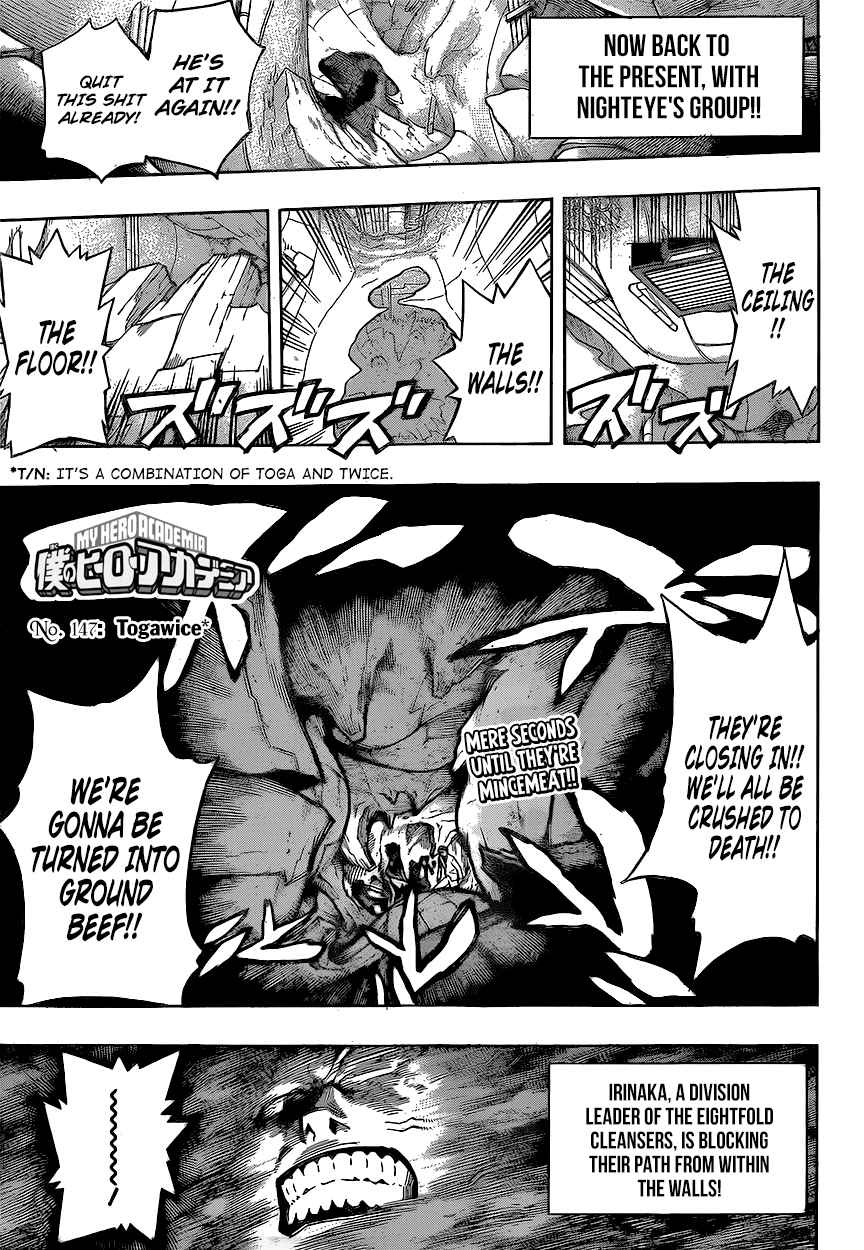 NOW BACK TO
THE PRESENT, WITH
NIGHTEYE'S GROUP!!
HE'S
AT IT
AGAIN!!
QUIT
THIS SHIT
ALREADY!
THE
CEILING
!!
THE
WALLS!!
THE
FLOOR!!
ズズ
ズズズ
*T/N: IT'S A COMBINATION OF TOGA AND TWICE.
MY HERO ACADEMIA
僕のヒーローアカデミア
No. 147: Togawice*
THEY'RE
CLOSING IN!!
WE'LL ALL BE
CRUSHED TO
DEATH!!
MERE SECONDS
UNTIL THEY'RE
MINCEMEAT!!
WE'RE
GONNA BE
TURNED INTO
GROUND
BEEF!!
IRINAKA, A DIVISION
LEADER OF THE EIGHTFOLD
CLEANSERS, IS BLOCKING
THEIR PATH FROM WITHIN
THE WALLS!